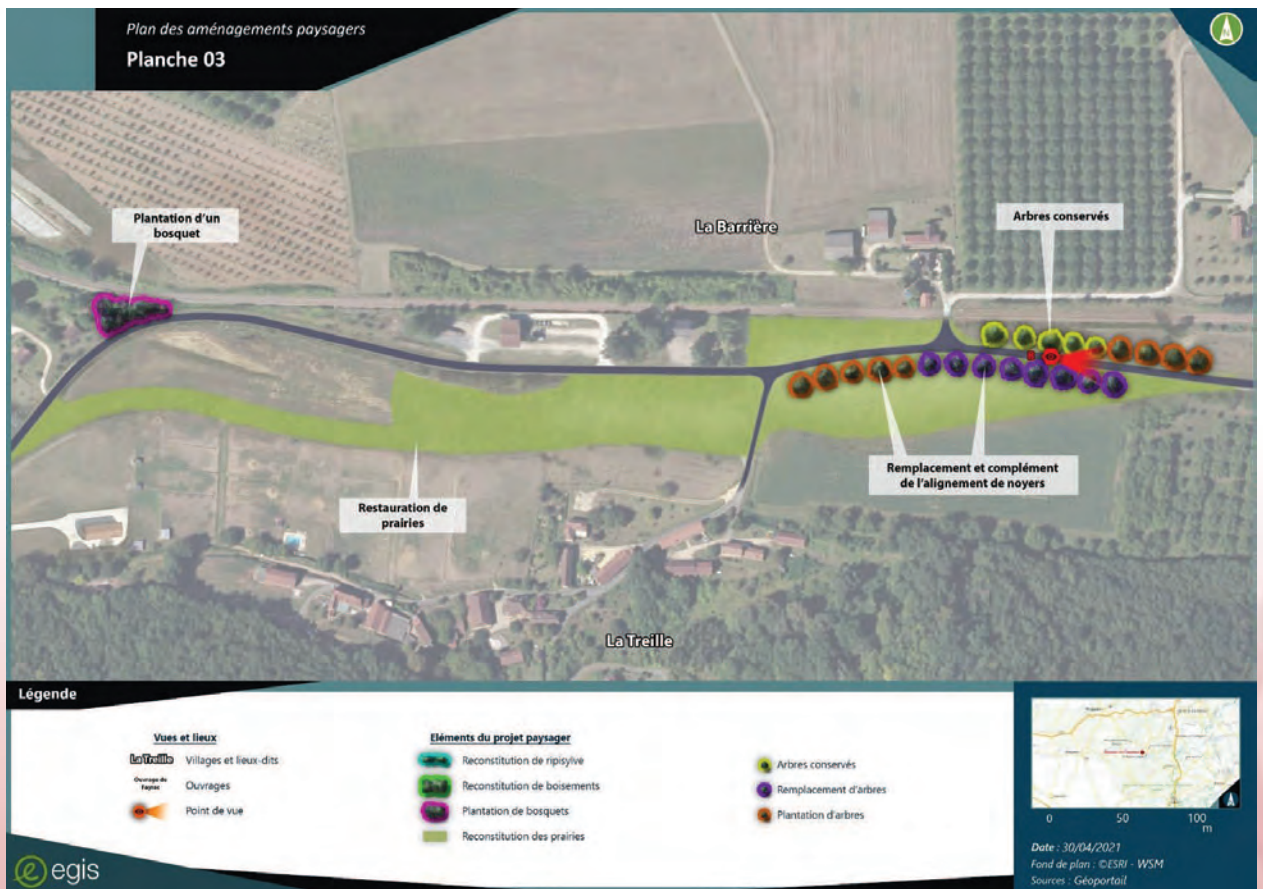 Plan des aménagements paysagers
Planche 03
Plantation d'un
bosquet
La Barrière
Arbres conservés
Remplacement et complément
de l'alignement de noyers
Restauration de
prairies
La Treille
Légende
Vues et lieux
La Treille Villages et lieux-dits
Ouvrages
Point de vue
Eléments du projet paysager
Reconstitution de ripisylve
Reconstitution de boisements
Plantation de bosquets
Reconstitution des prairies
Arbres conservés
Remplacement d'arbres
Plantation d'arbres
0 50 100
m
Date : 30/04/2021
Fond de plan : ©ESRI - WSM
Sources : Géoportail
egis